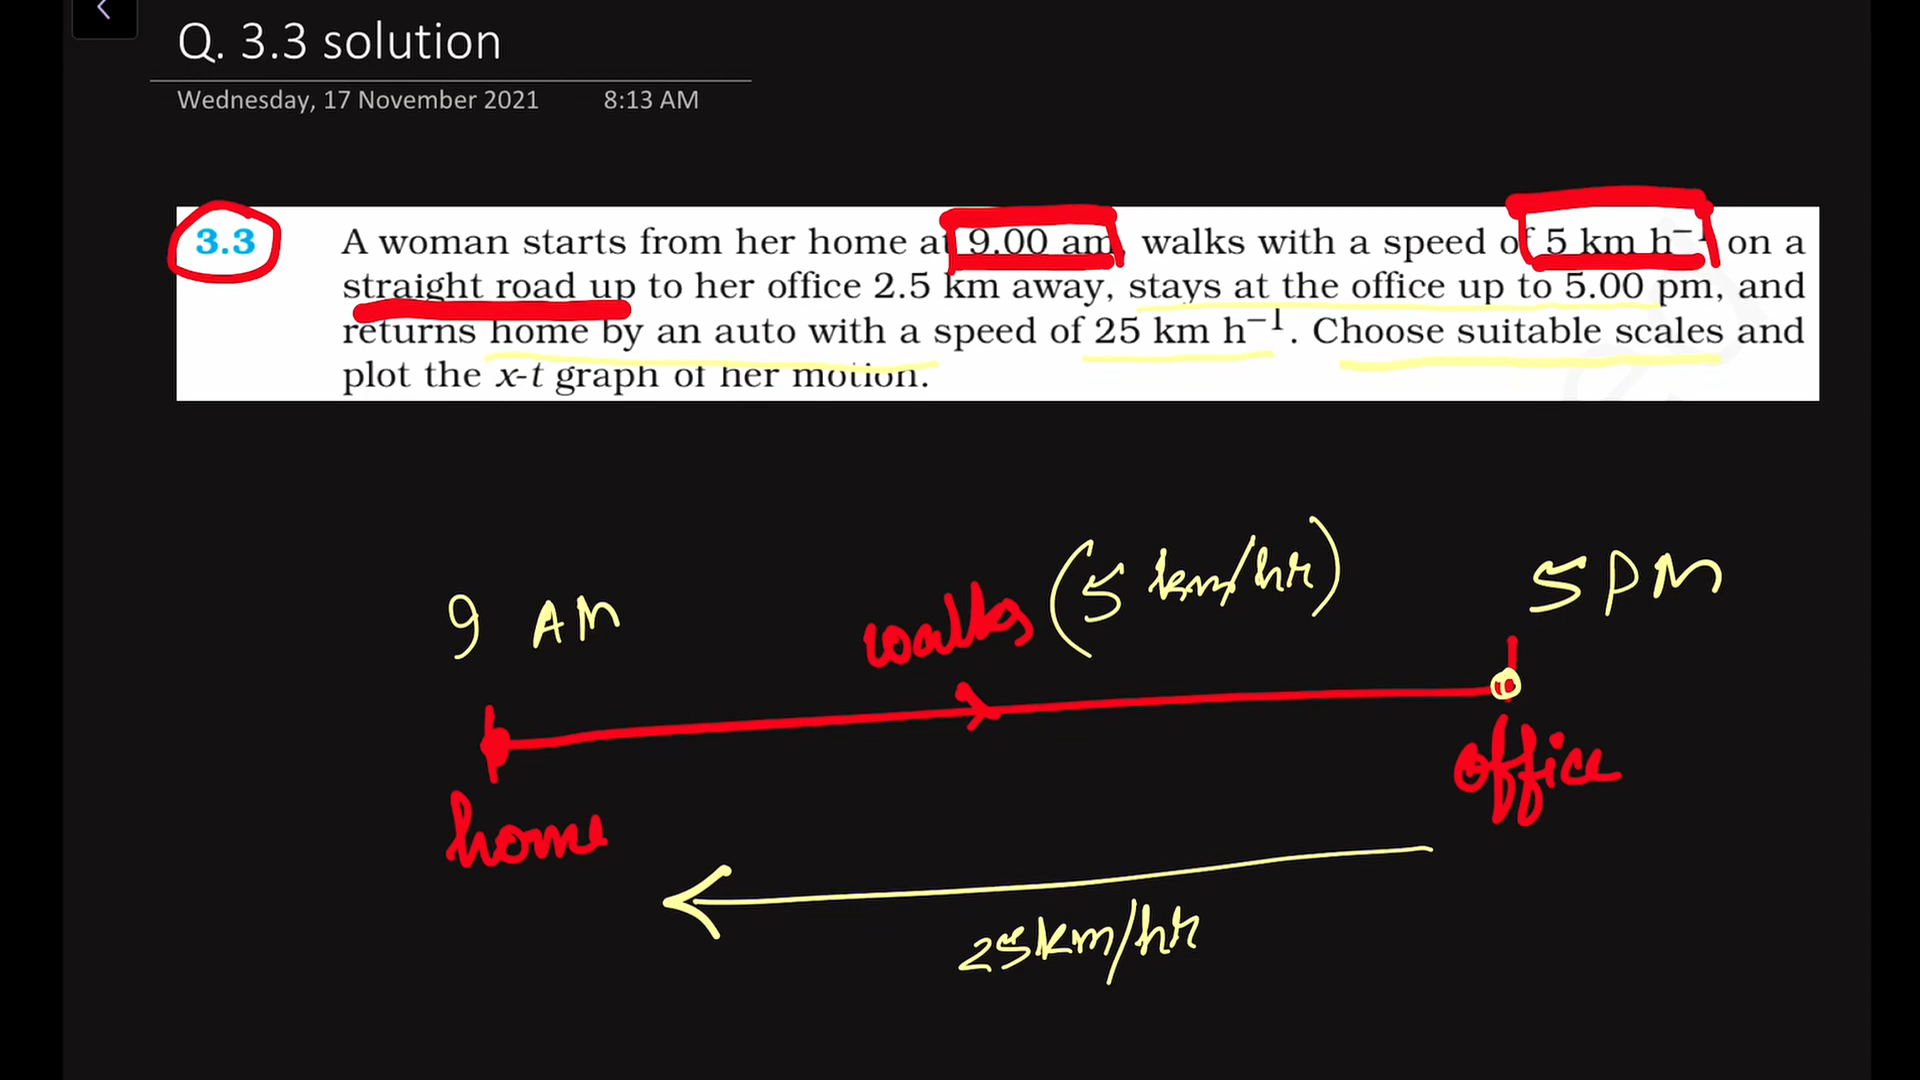 Q. 3.3 solution
Wednesday, 17 November 2021 8:13 AM
3.3 A woman starts from her home at 9.00 am, walks with a speed of 5 km h⁻¹ on a
straight road up to her office 2.5 km away, stays at the office up to 5.00 pm, and
returns home by an auto with a speed of 25 km h⁻¹. Choose suitable scales and
plot the x-t graph of her motion.
9 AM walks (5 km/hr) 5 PM
home office
25km/hr